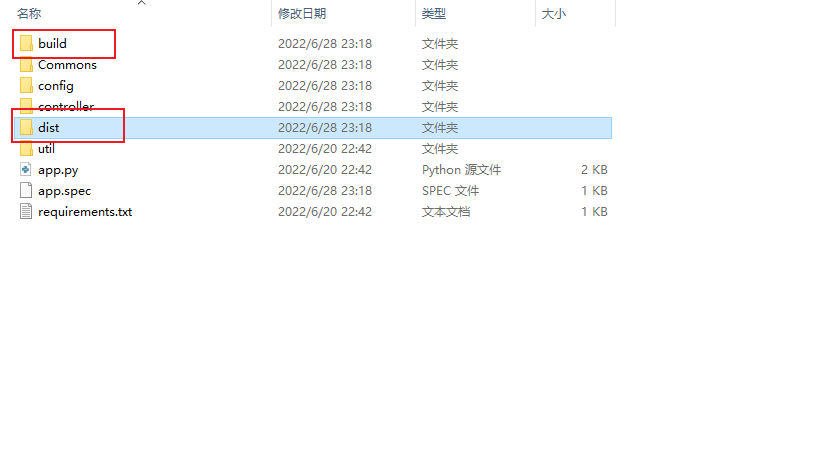 名称 修改日期 类型 大小
build 2022/6/28 23:18 文件夹
Commons 2022/6/28 23:18 文件夹
config 2022/6/28 23:18 文件夹
controller 2022/6/28 23:18 文件夹
dist 2022/6/28 23:18 文件夹
util 2022/6/20 22:42 文件夹
app.py 2022/6/20 22:42 Python 源文件 2 KB
app.spec 2022/6/28 23:18 SPEC 文件 1 KB
requirements.txt 2022/6/20 22:42 文本文档 1 KB